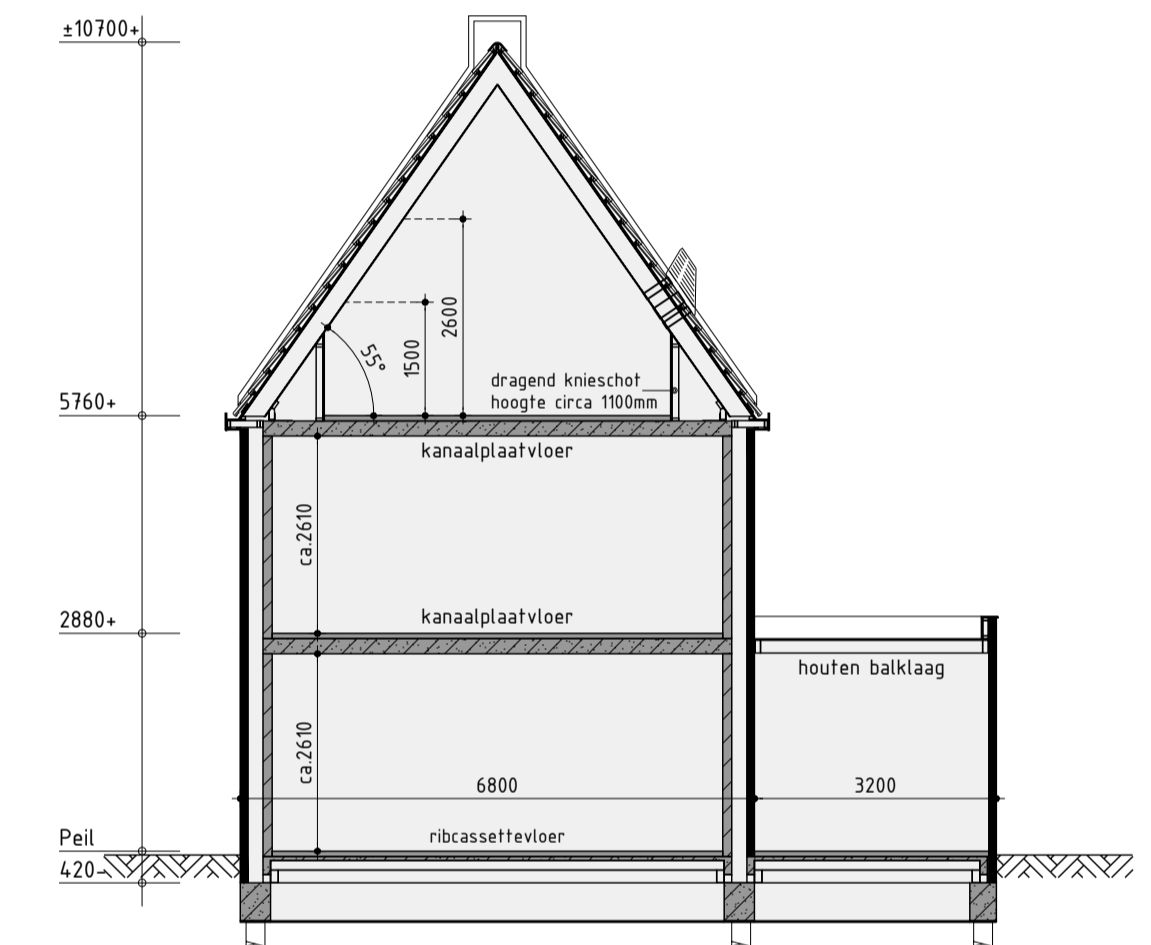 ±10700+
2600
1500
55°
dragend knieschot
hoogte circa 1100mm
5760+
kanaalplaatvloer
ca.2610
kanaalplaatvloer
2880+
houten balklaag
ca.2610
6800
3200
ribcassettevloer
Peil
420-